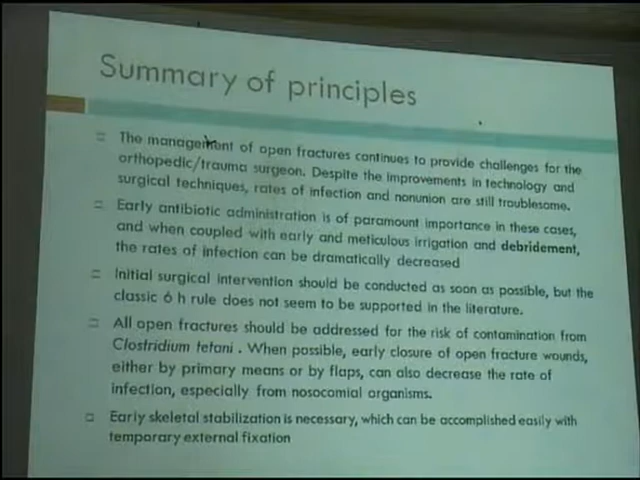 Summary of principles
The management of open fractures continues to provide challenges for the
orthopedic/trauma surgeon. Despite the improvements in technology and
surgical techniques, rates of infection and nonunion are still troublesome.
Early antibiotic administration is of paramount importance in these cases,
and when coupled with early and meticulous irrigation and debridement,
the rates of infection can be dramatically decreased
Initial surgical intervention should be conducted as soon as possible, but the
classic 6 h rule does not seem to be supported in the literature.
All open fractures should be addressed for the risk of contamination from
Clostridium tetani . When possible, early closure of open fracture wounds,
either by primary means or by flaps, can also decrease the rate of
infection, especially from nosocomial organisms.
Early skeletal stabilization is necessary, which can be accomplished easily with
temporary external fixation